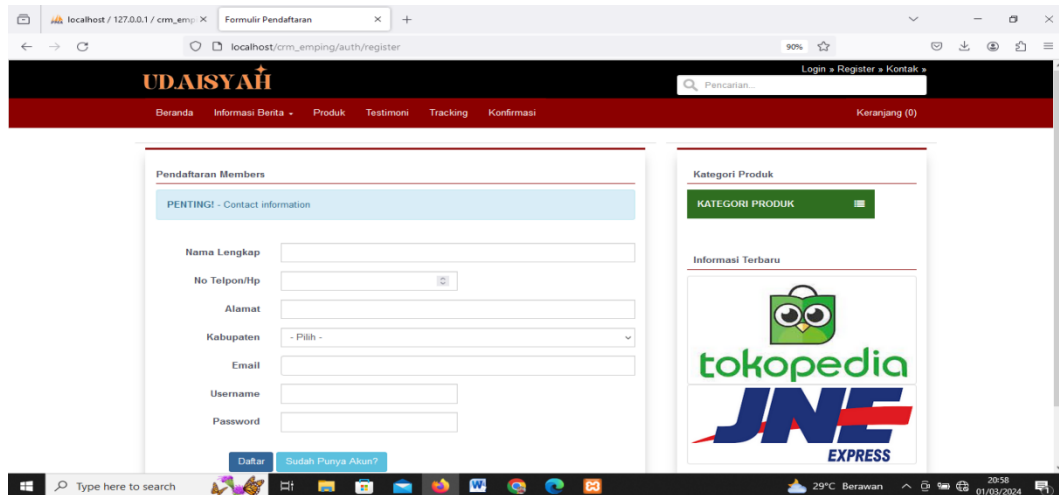 localhost / 127.0.0.1 / crm_emp
Formulir Pendaftaran
localhost/crm_emping/auth/register
90%
Login » Register » Kontak »
UD.AISYAH
Pencarian...
Beranda
Informasi Berita
Produk
Testimoni
Tracking
Konfirmasi
Keranjang (0)
Pendaftaran Members
PENTING! - Contact information
Nama Lengkap
No Telpon/Hp
Alamat
Kabupaten
- Pilih -
Email
Username
Password
Daftar
Sudah Punya Akun?
Kategori Produk
KATEGORI PRODUK
Informasi Terbaru
tokopedia
JNE
EXPRESS
Type here to search
29°C Berawan
20:58
01/03/2024